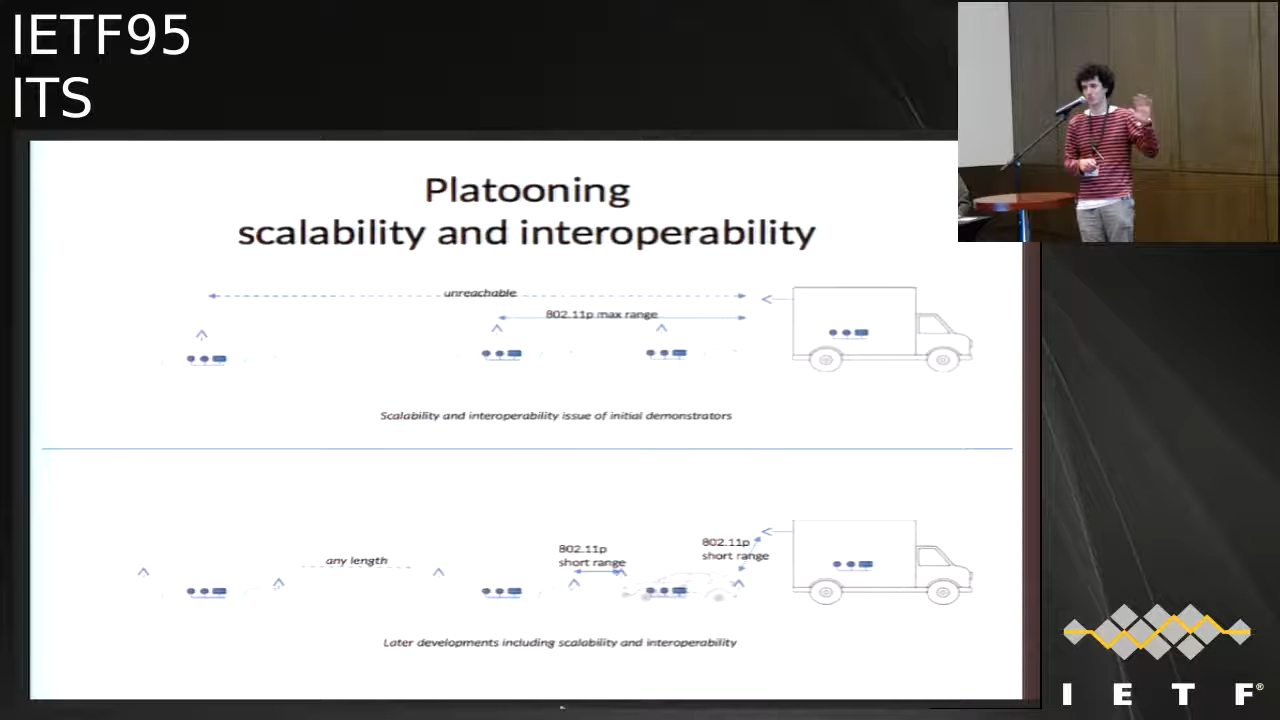 IETF95
ITS
Platooning
scalability and interoperability
unreachable
802.11p max range
Scalability and interoperability issue of initial demonstrators
any length
802.11p
short range
802.11p
short range
Later developments including scalability and interoperability
I E T F®